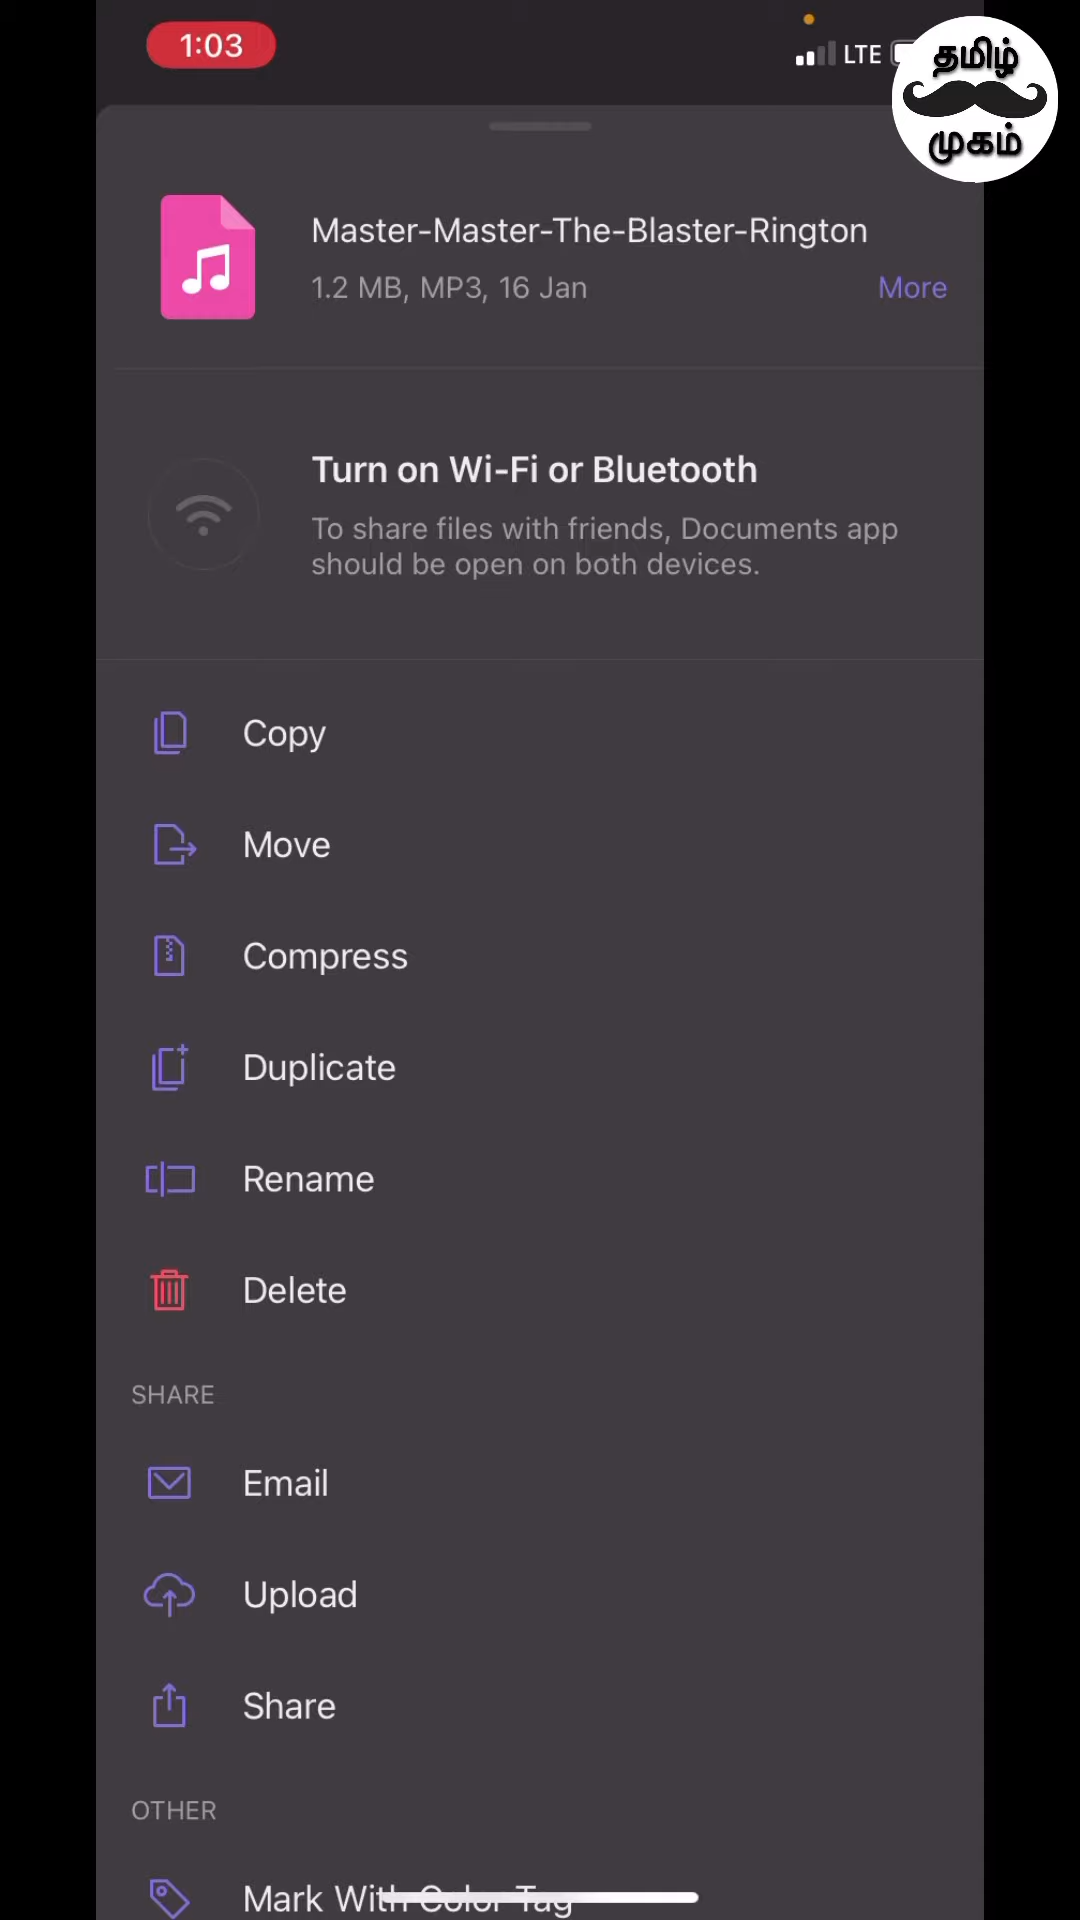 1:03
LTE
தமிழ்
முகம்
Master-Master-The-Blaster-Rington
1.2 MB, MP3, 16 Jan
More
Turn on Wi-Fi or Bluetooth
To share files with friends, Documents app
should be open on both devices.
Copy
Move
Compress
Duplicate
Rename
Delete
SHARE
Email
Upload
Share
OTHER
Mark With Color Tag